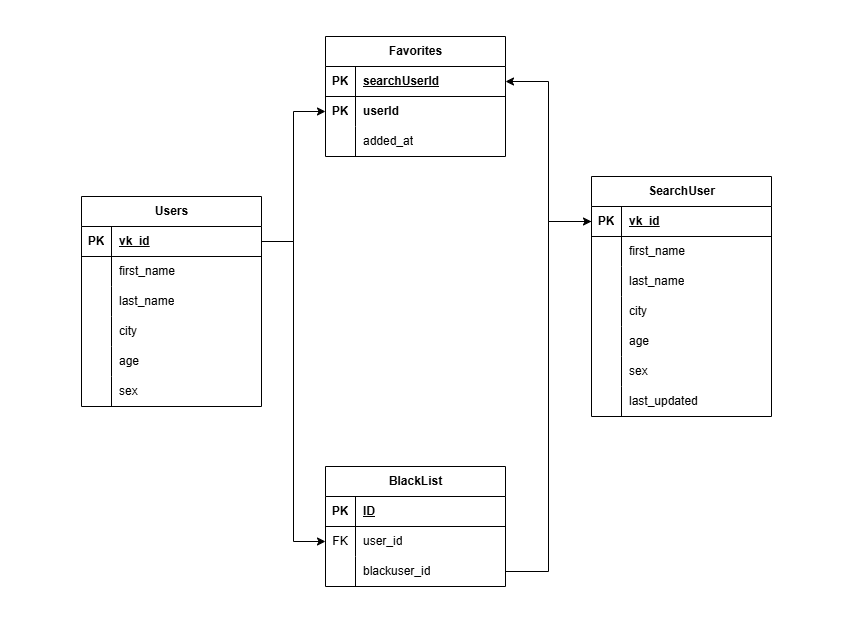 Favorites
PK searchUserId
PK userId
added_at
Users
PK vk_id
first_name
last_name
city
age
sex
SearchUser
PK vk_id
first_name
last_name
city
age
sex
last_updated
BlackList
PK ID
FK user_id
blackuser_id